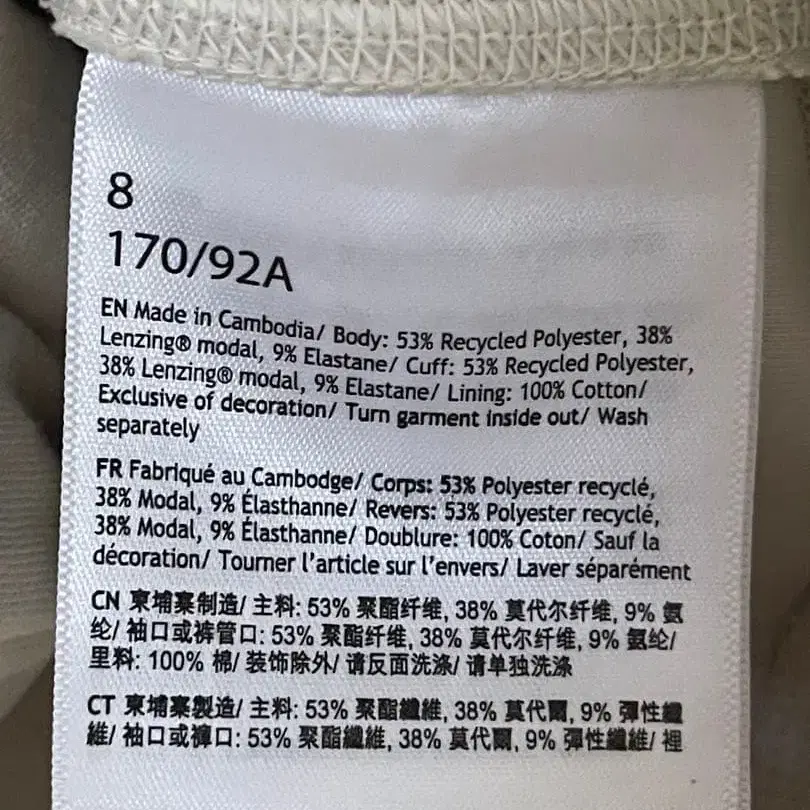 8
170/92A
EN Made in Cambodia/ Body: 53% Recycled Polyester, 38%
Lenzing® modal, 9% Elastane/ Cuff: 53% Recycled Polyester,
38% Lenzing® modal, 9% Elastane/ Lining: 100% Cotton/
Exclusive of decoration/ Turn garment inside out/ Wash
separately
FR Fabriqué au Cambodge/ Corps: 53% Polyester recyclé,
38% Modal, 9% Élasthanne/ Revers: 53% Polyester recyclé,
38% Modal, 9% Élasthanne/ Doublure: 100% Coton/ Sauf la
décoration/ Tourner l'article sur l'envers/ Laver séparément
CN 柬埔寨制造/ 主料: 53% 聚酯纤维, 38% 莫代尔纤维, 9% 氨
纶/ 袖口或裤管口: 53% 聚酯纤维, 38% 莫代尔纤维, 9% 氨纶/
里料: 100% 棉/ 装饰除外/ 请反面洗涤/ 请单独洗涤
CT 柬埔寨製造/ 主料: 53% 聚酯纖維, 38% 莫代爾, 9% 彈性纖
維/ 袖口或褲口: 53% 聚酯纖維, 38% 莫代爾, 9% 彈性纖維/ 裡